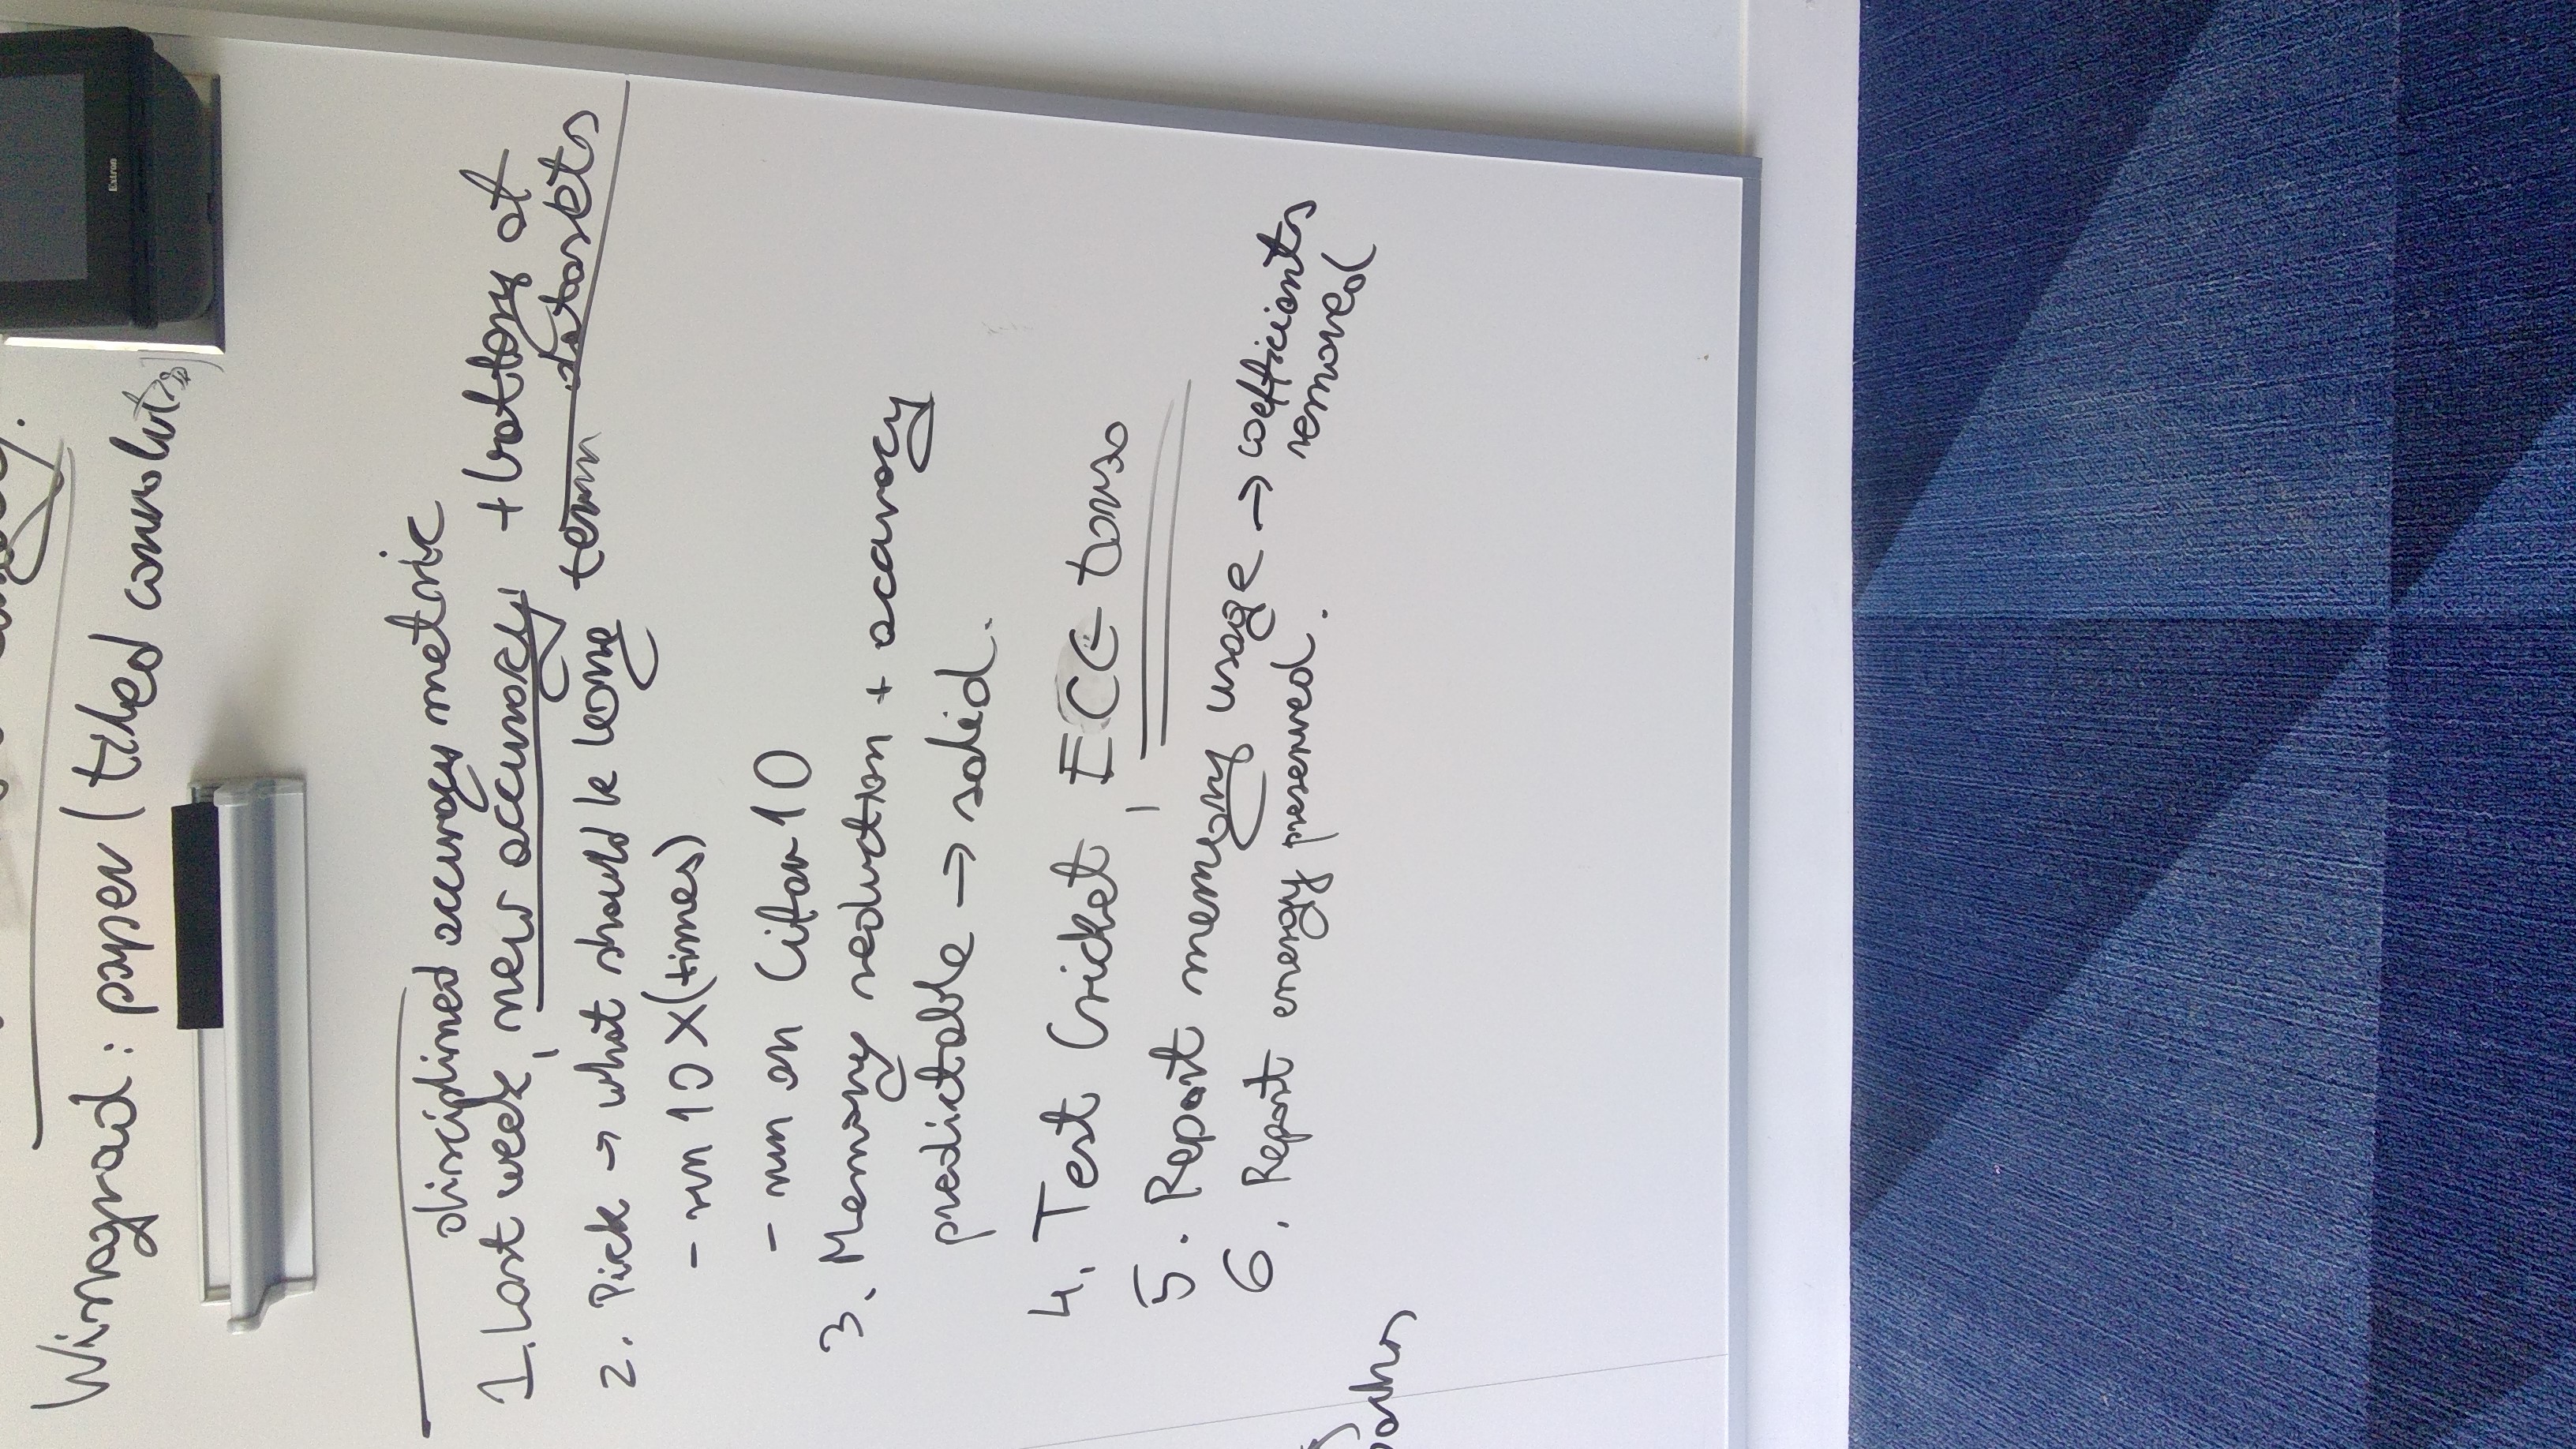 Winograd: paper (tiled convolution)
Extron
disciplined accuracy metric
1. Last week, new accuracy + battery of
datasets
2. Pick → what should be long term
- run 10 X (times)
- run on Cifar 10
3. Memory reduction + accuracy
predictable → solid.
4. Test Cricket, ECG torso
5. Report memory usage → coefficients
removed
6. Report energy preserved.